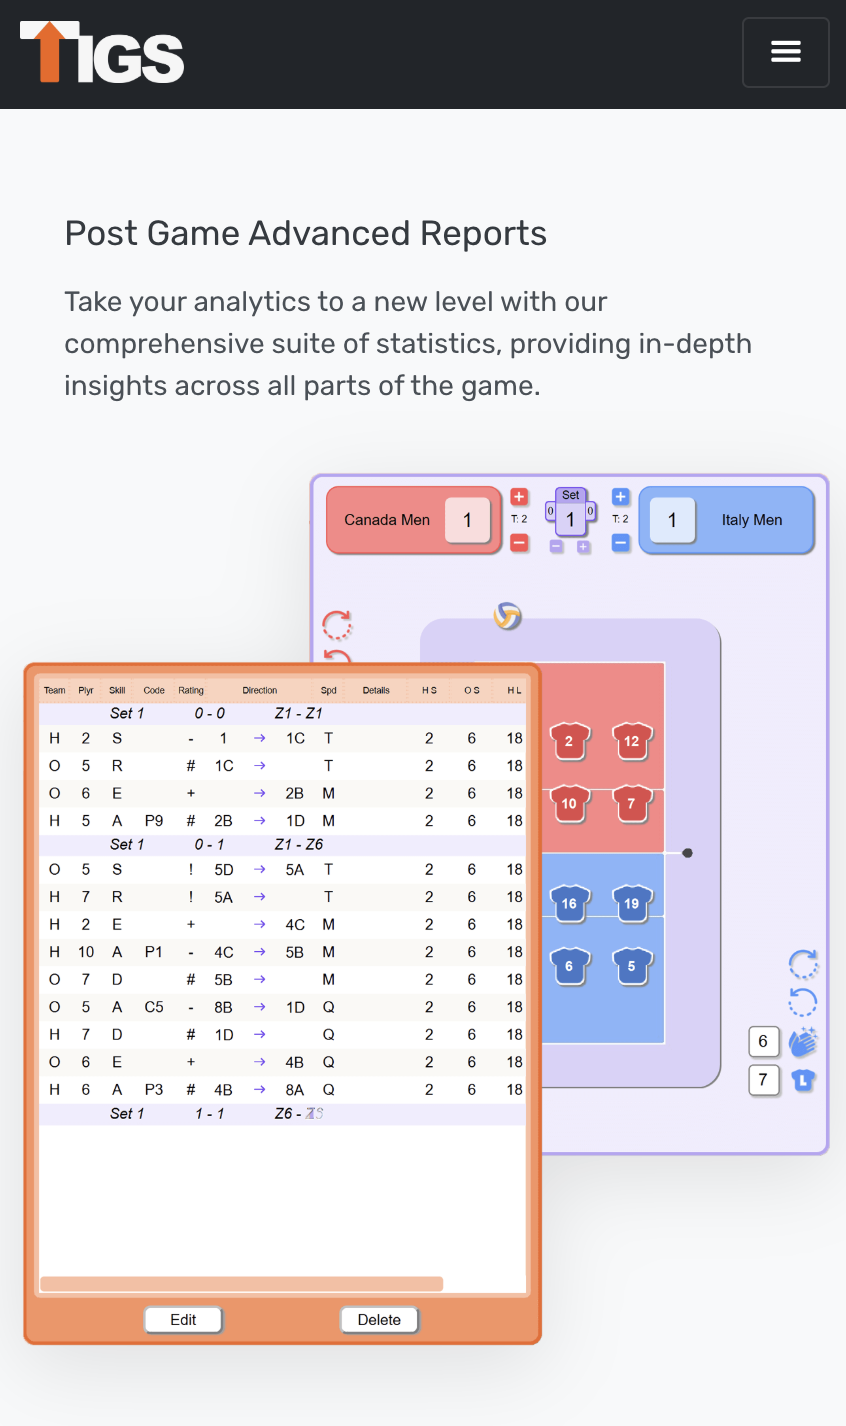 TIGS
Post Game Advanced Reports
Take your analytics to a new level with our
comprehensive suite of statistics, providing in-depth
insights across all parts of the game.
Canada Men 1 T: 2 0 Set 1 0 T: 2 1 Italy Men
Team Plyr Skill Code Rating Direction Spd Details H S O S H L
Set 1 0 - 0 Z1 - Z1
H 2 S - 1 → 1C T 2 6 18
O 5 R # 1C → T 2 6 18
O 6 E + → 2B M 2 6 18
H 5 A P9 # 2B → 1D M 2 6 18
Set 1 0 - 1 Z1 - Z6
O 5 S ! 5D → 5A T 2 6 18
H 7 R ! 5A → T 2 6 18
H 2 E + → 4C M 2 6 18
H 10 A P1 - 4C → 5B M 2 6 18
O 7 D # 5B → M 2 6 18
O 5 A C5 - 8B → 1D Q 2 6 18
H 7 D # 1D → Q 2 6 18
O 6 E + → 4B Q 2 6 18
H 6 A P3 # 4B → 8A Q 2 6 18
Set 1 1 - 1 Z6 -
Edit Delete
2 12
10 7
16 19
6 5
6
7 L